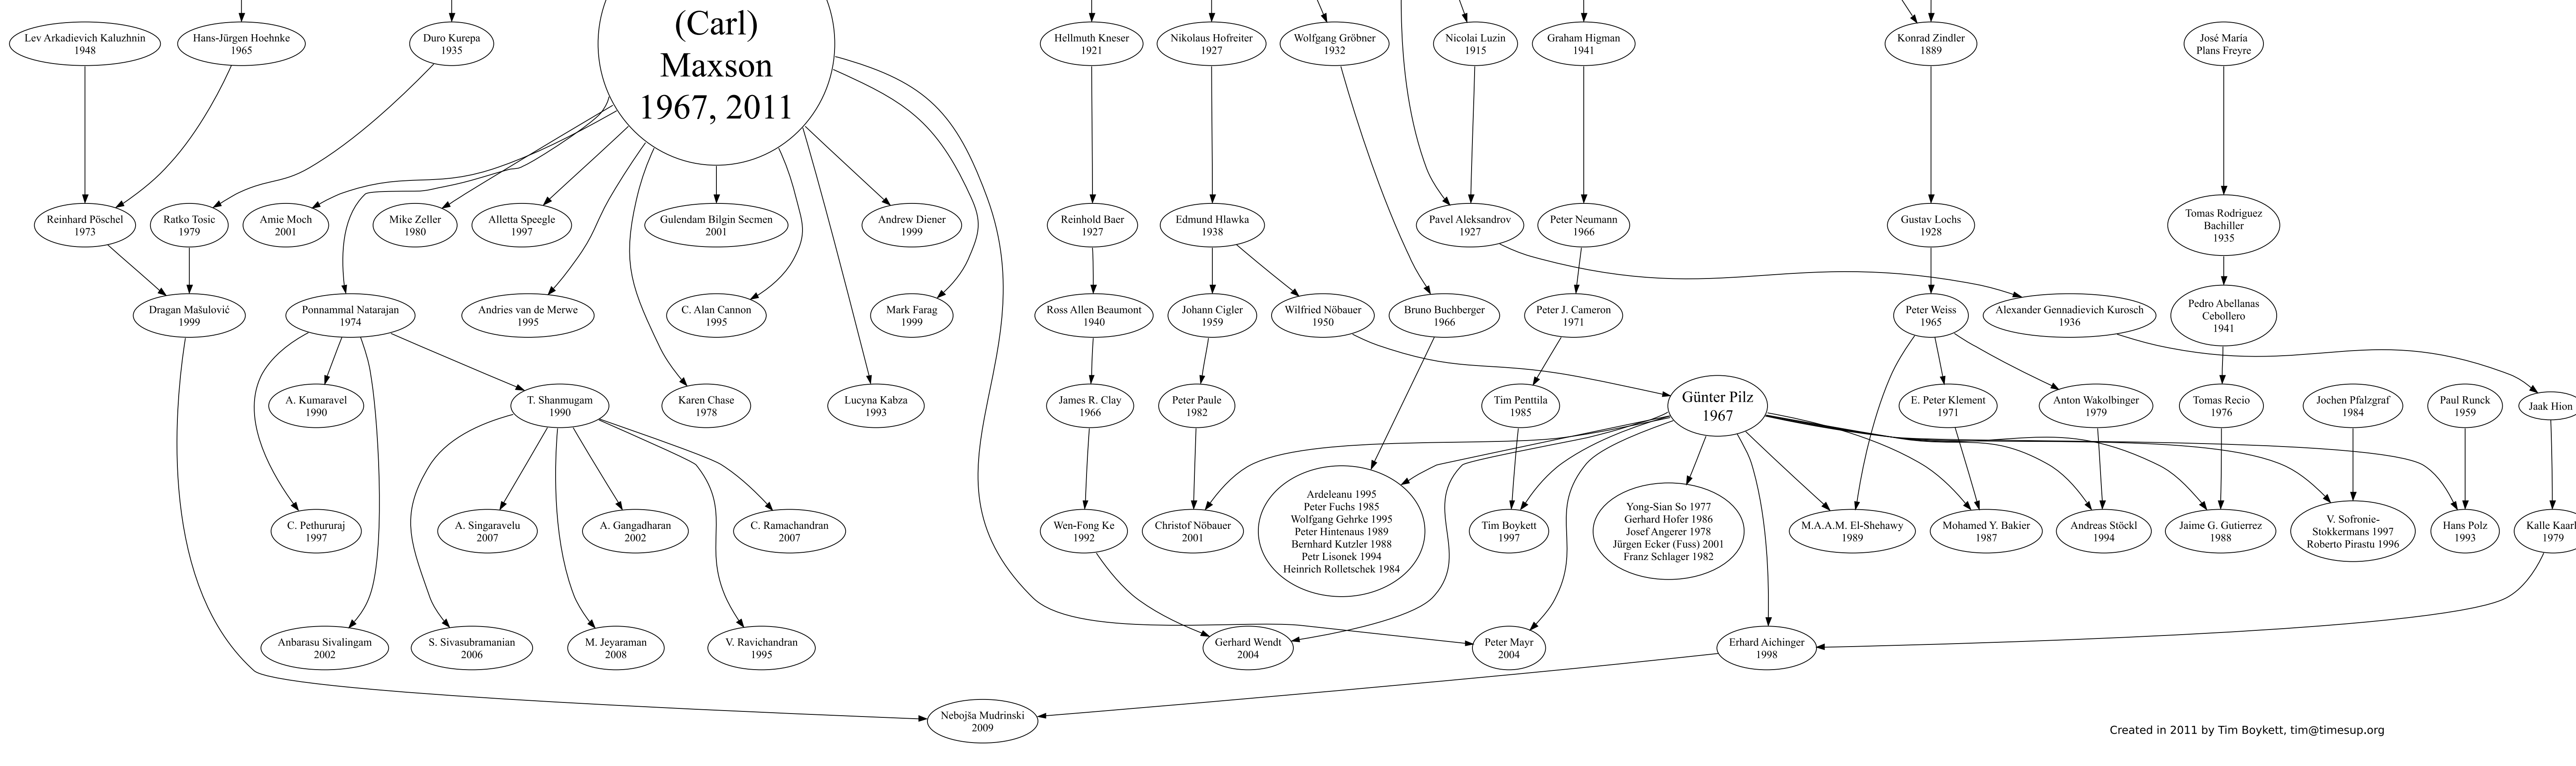 (Carl)
Maxson
1967, 2011
Lev Arkadievich Kaluzhnin
1948
Hans-Jürgen Hoehnke
1965
Duro Kurepa
1935
Hellmuth Kneser
1921
Nikolaus Hofreiter
1927
Wolfgang Gröbner
1932
Nicolai Luzin
1915
Graham Higman
1941
Konrad Zindler
1889
José María
Plans Freyre
Reinhard Pöschel
1973
Ratko Tosic
1979
Amie Moch
2001
Mike Zeller
1980
Alletta Speegle
1997
Gulendam Bilgin Secmen
2001
Andrew Diener
1999
Reinhold Baer
1927
Edmund Hlawka
1938
Pavel Aleksandrov
1927
Peter Neumann
1966
Gustav Lochs
1928
Tomas Rodriguez
Bachiller
1935
Dragan Mašulović
1999
Ponnammal Natarajan
1974
Andries van de Merwe
1995
C. Alan Cannon
1995
Mark Farag
1999
Ross Allen Beaumont
1940
Johann Cigler
1959
Wilfried Nöbauer
1950
Bruno Buchberger
1966
Peter J. Cameron
1971
Peter Weiss
1965
Alexander Gennadievich Kurosch
1936
Pedro Abellanas
Cebollero
1941
A. Kumaravel
1990
T. Shanmugam
1990
Karen Chase
1978
Lucyna Kabza
1993
James R. Clay
1966
Peter Paule
1982
Tim Penttila
1985
Günter Pilz
1967
E. Peter Klement
1971
Anton Wakolbinger
1979
Tomas Recio
1976
Jochen Pfalzgraf
1984
Paul Runck
1959
Jaak Hion
C. Pethururaj
1997
A. Singaravelu
2007
A. Gangadharan
2002
C. Ramachandran
2007
Wen-Fong Ke
1992
Christof Nöbauer
2001
Ardeleanu 1995
Peter Fuchs 1985
Wolfgang Gehrke 1995
Peter Hintenaus 1989
Bernhard Kutzler 1988
Petr Lisonek 1994
Heinrich Rolletschek 1984
Tim Boykett
1997
Yong-Sian So 1977
Gerhard Hofer 1986
Josef Angerer 1978
Jürgen Ecker (Fuss) 2001
Franz Schlager 1982
M.A.A.M. El-Shehawy
1989
Mohamed Y. Bakier
1987
Andreas Stöckl
1994
Jaime G. Gutierrez
1988
V. Sofronie-
Stokkermans 1997
Roberto Pirastu 1996
Hans Polz
1993
Kalle Kaarl
1979
Anbarasu Sivalingam
2002
S. Sivasubramanian
2006
M. Jeyaraman
2008
V. Ravichandran
1995
Gerhard Wendt
2004
Peter Mayr
2004
Erhard Aichinger
1998
Nebojša Mudrinski
2009
Created in 2011 by Tim Boykett, tim@timesup.org